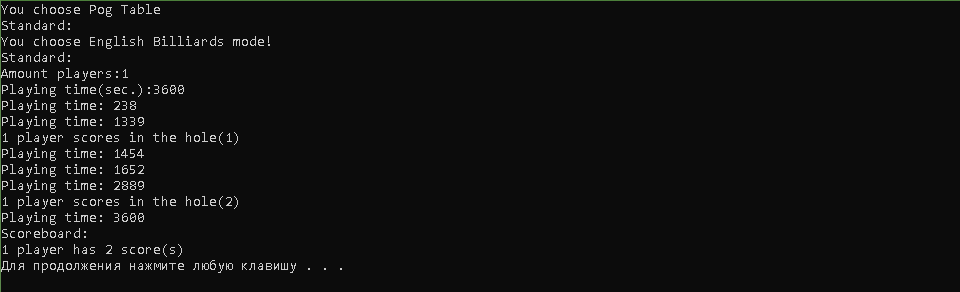 You choose Pog Table
Standard:
You choose English Billiards mode!
Standard:
Amount players:1
Playing time(sec.):3600
Playing time: 238
Playing time: 1339
1 player scores in the hole(1)
Playing time: 1454
Playing time: 1652
Playing time: 2889
1 player scores in the hole(2)
Playing time: 3600
Scoreboard:
1 player has 2 score(s)
Для продолжения нажмите любую клавишу . . .